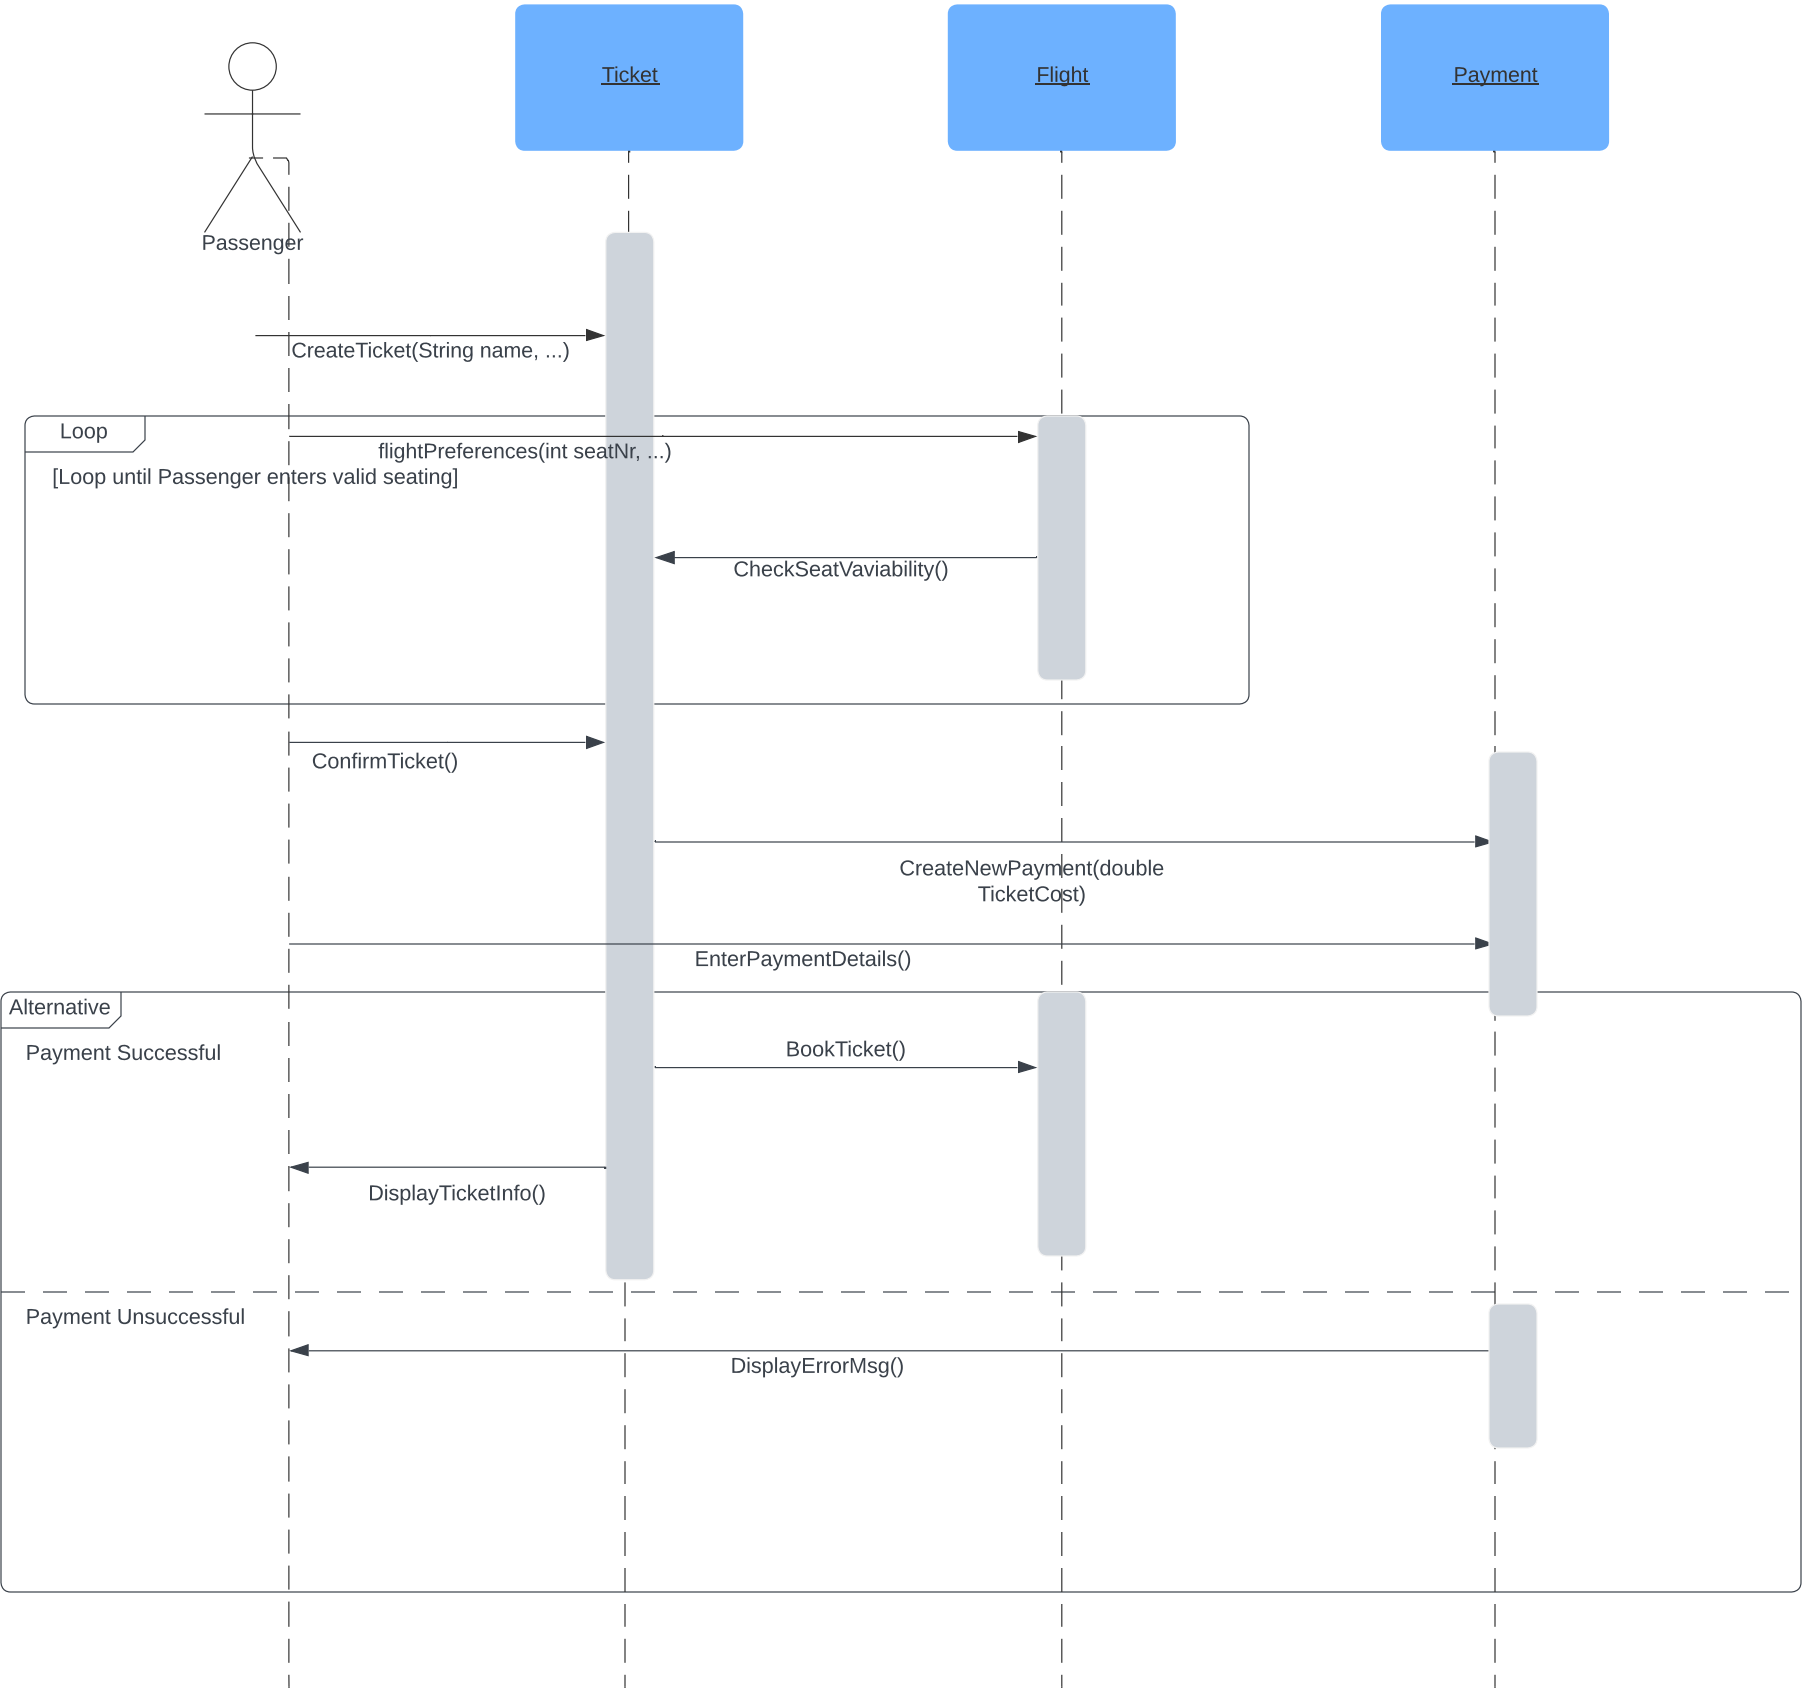 Ticket
Flight
Payment
Passenger
CreateTicket(String name, ...)
Loop
flightPreferences(int seatNr, ...)
[Loop until Passenger enters valid seating]
CheckSeatVaviability()
ConfirmTicket()
CreateNewPayment(double
TicketCost)
EnterPaymentDetails()
Alternative
Payment Successful
BookTicket()
DisplayTicketInfo()
Payment Unsuccessful
DisplayErrorMsg()